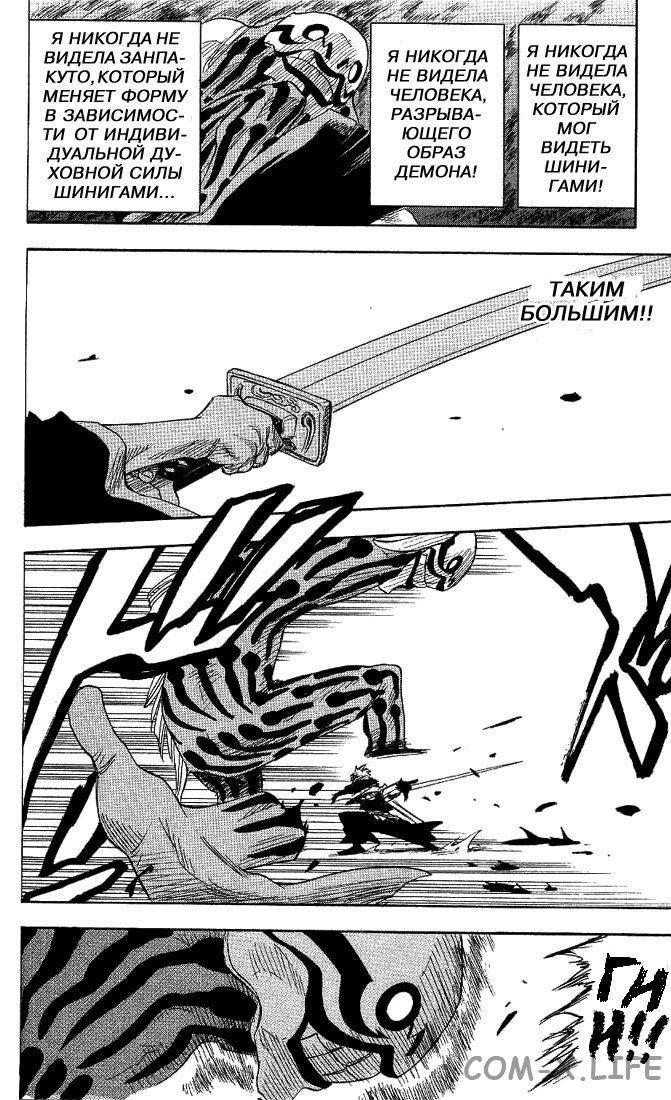 Я НИКОГДА
НЕ ВИДЕЛА
ЧЕЛОВЕКА,
КОТОРЫЙ
МОГ
ВИДЕТЬ
ШИНИ-
ГАМИ!
Я НИКОГДА
НЕ ВИДЕЛА
ЧЕЛОВЕКА,
РАЗРЫВА-
ЮЩЕГО
ОБРАЗ
ДЕМОНА!
Я НИКОГДА НЕ
ВИДЕЛА ЗАНПА-
КУТО, КОТОРЫЙ
МЕНЯЕТ ФОРМУ
В ЗАВИСИМОС-
ТИ ОТ ИНДИВИ-
ДУАЛЬНОЙ ДУ-
ХОВНОЙ СИЛЫ
ШИНИГАМИ...
ТАКИМ
БОЛЬШИМ!!
ГИ
И!!
COM-X.LIFE